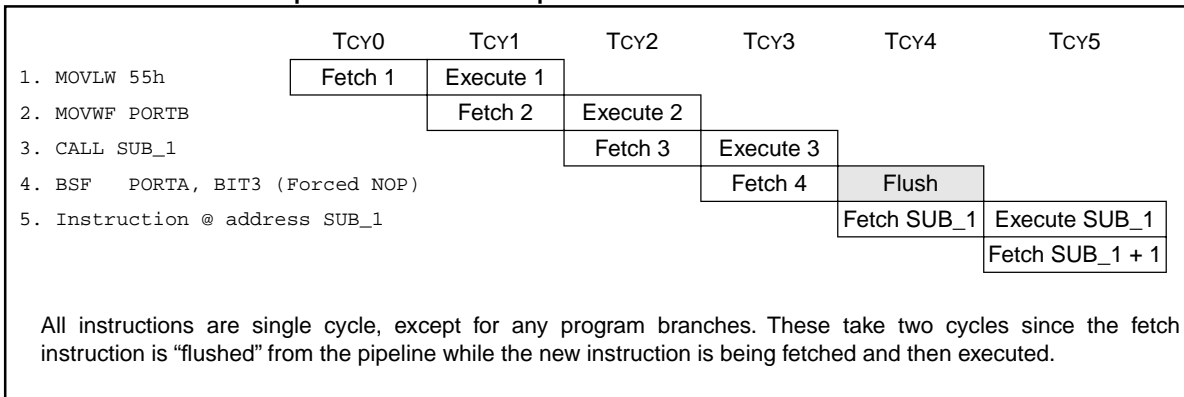 TCY0 TCY1 TCY2 TCY3 TCY4 TCY5
1. MOVLW 55h Fetch 1 Execute 1
2. MOVWF PORTB Fetch 2 Execute 2
3. CALL SUB_1 Fetch 3 Execute 3
4. BSF PORTA, BIT3 (Forced NOP) Fetch 4 Flush
5. Instruction @ address SUB_1 Fetch SUB_1 Execute SUB_1
Fetch SUB_1 + 1
All instructions are single cycle, except for any program branches. These take two cycles since the fetch
instruction is “flushed” from the pipeline while the new instruction is being fetched and then executed.